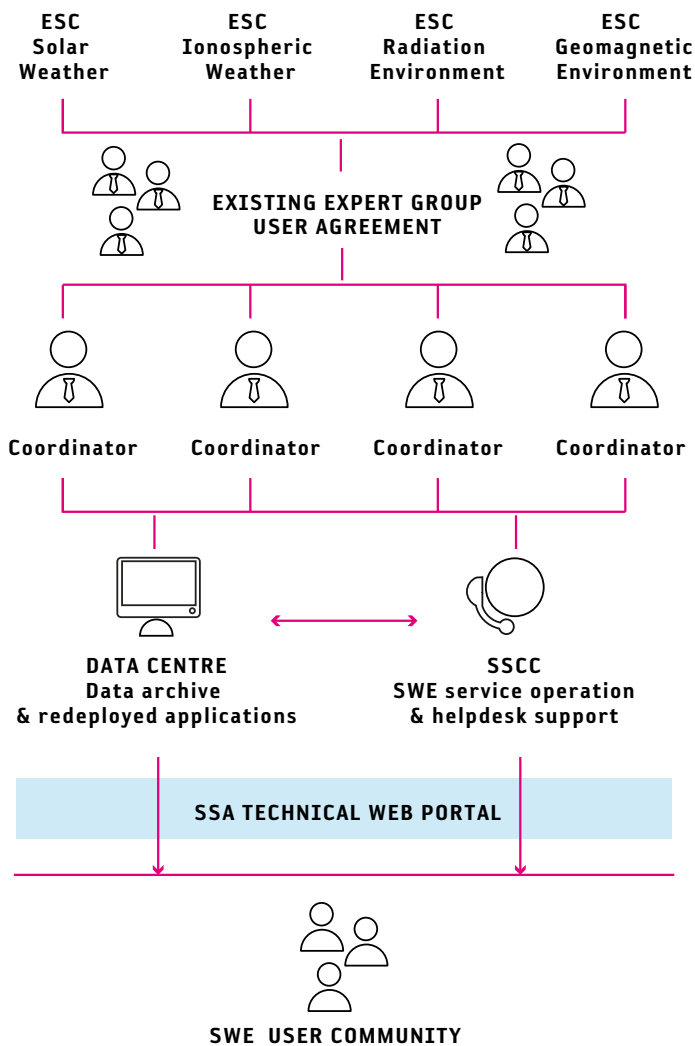 ESC
Solar
Weather
ESC
Ionospheric
Weather
ESC
Radiation
Environment
ESC
Geomagnetic
Environment
EXISTING EXPERT GROUP
USER AGREEMENT
Coordinator
Coordinator
Coordinator
Coordinator
DATA CENTRE
Data archive
& redeployed applications
SSCC
SWE service operation
& helpdesk support
SSA TECHNICAL WEB PORTAL
SWE USER COMMUNITY